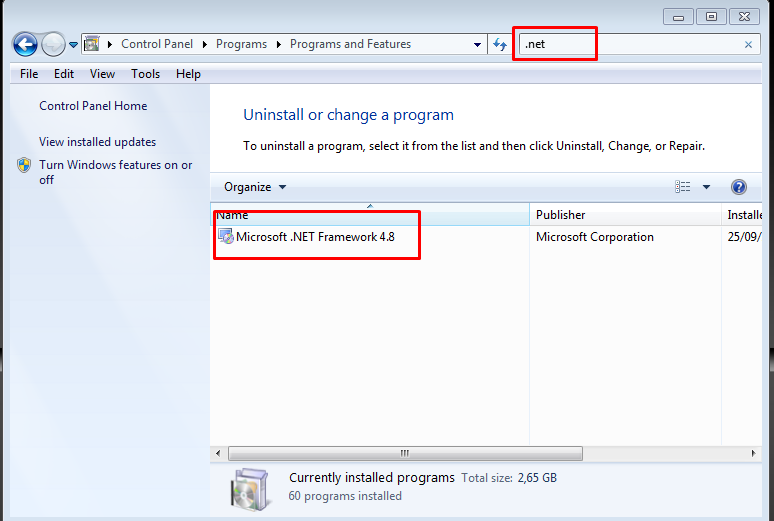 Control Panel Programs Programs and Features .net
File Edit View Tools Help
Control Panel Home
View installed updates
Turn Windows features on or
off
Uninstall or change a program
To uninstall a program, select it from the list and then click Uninstall, Change, or Repair.
Organize
Name Publisher Installe
Microsoft .NET Framework 4.8 Microsoft Corporation 25/09/
Currently installed programs Total size: 2,65 GB
60 programs installed